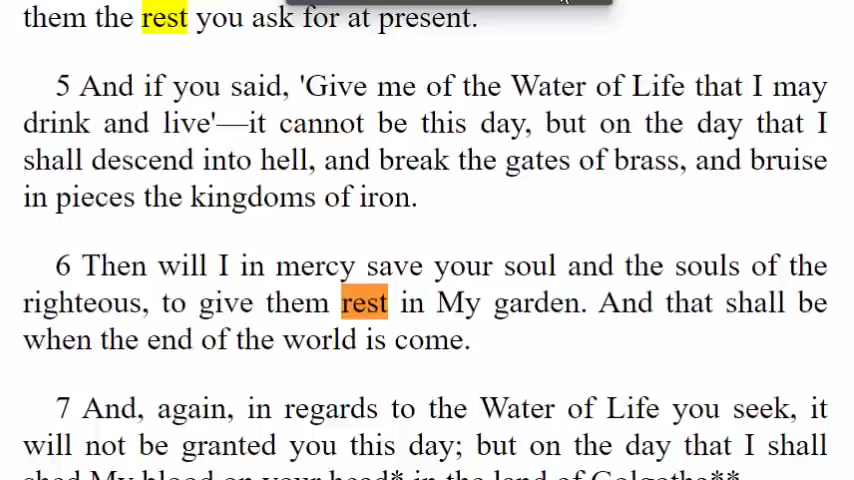 them the rest you ask for at present.
5 And if you said, 'Give me of the Water of Life that I may
drink and live'—it cannot be this day, but on the day that I
shall descend into hell, and break the gates of brass, and bruise
in pieces the kingdoms of iron.
6 Then will I in mercy save your soul and the souls of the
righteous, to give them rest in My garden. And that shall be
when the end of the world is come.
7 And, again, in regards to the Water of Life you seek, it
will not be granted you this day; but on the day that I shall
shed My blood on your head* in the land of Golgotha**